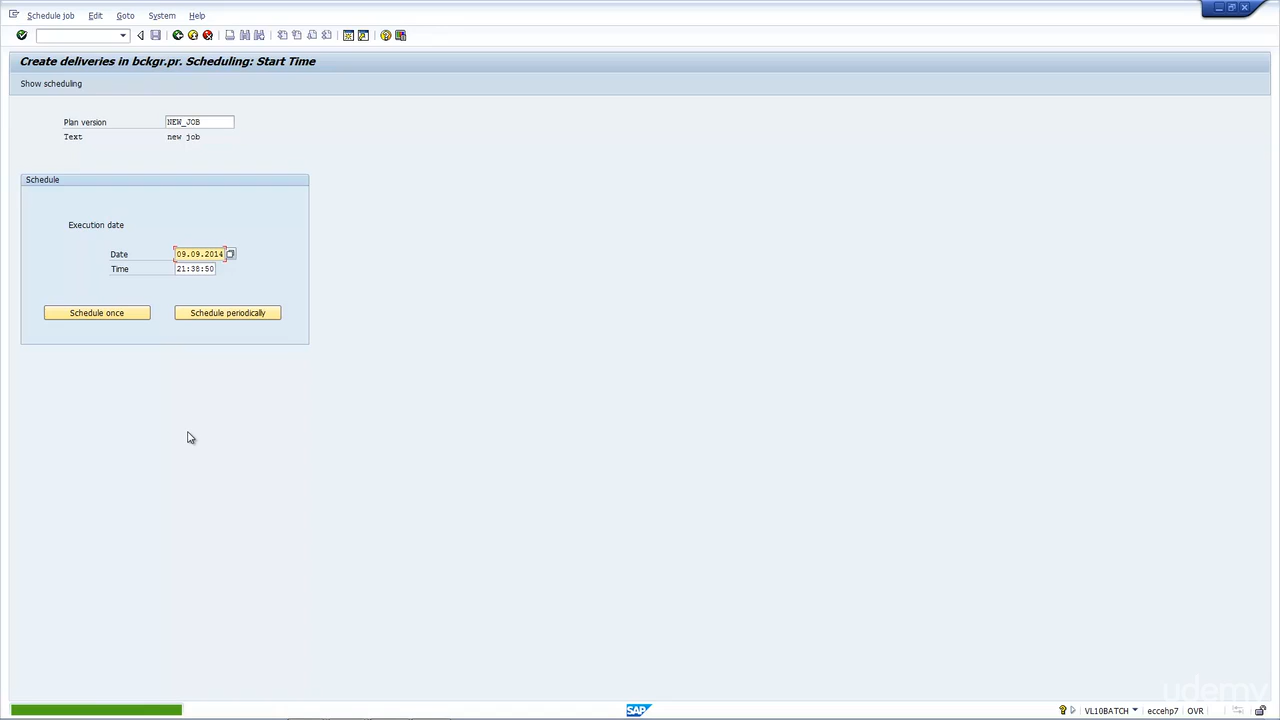 Schedule job Edit Goto System Help
Create deliveries in bckgr.pr. Scheduling: Start Time
Show scheduling
Plan version NEW_JOB
Text new job
Schedule
Execution date
Date 09.09.2014
Time 21:38:50
Schedule once Schedule periodically
udemy
SAP VL10BATCH eccehp7 OVR